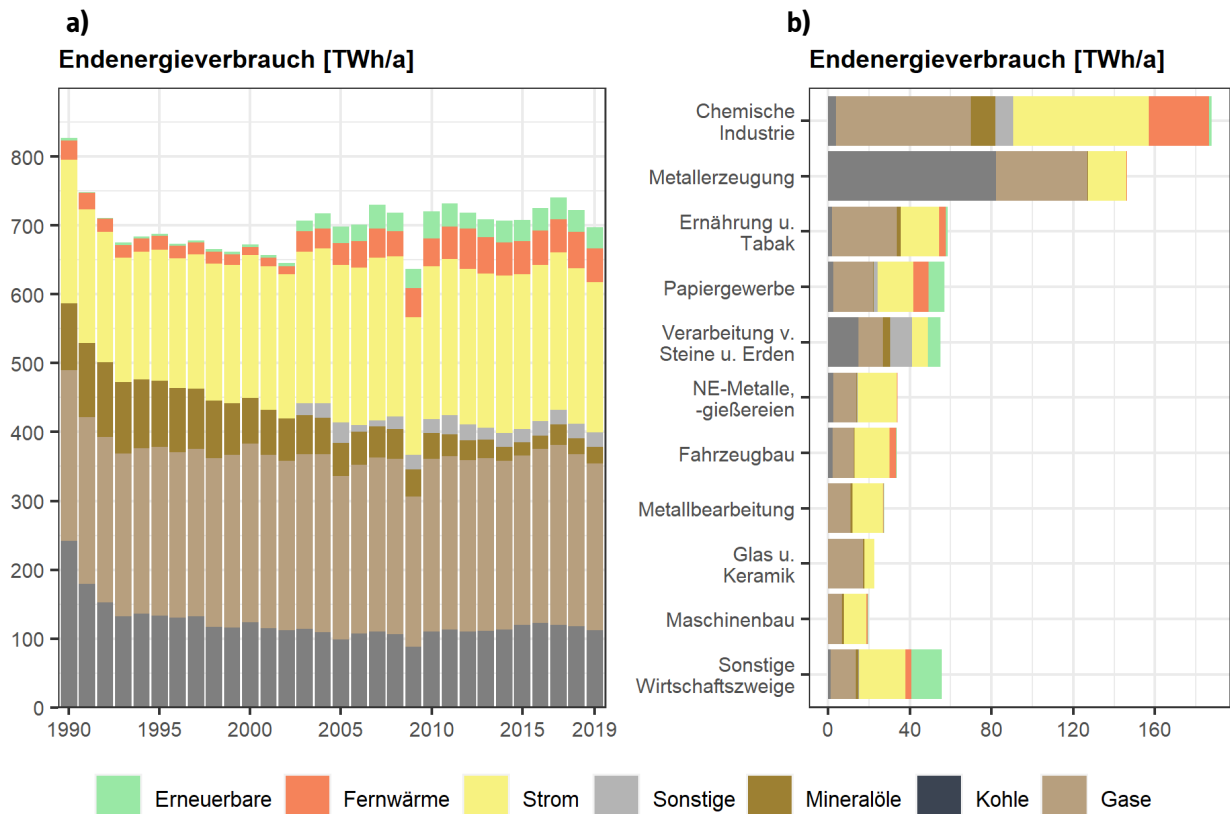 a)
Endenergieverbrauch [TWh/a]
800
700
600
500
400
300
200
100
0
1990
1995
2000
2005
2010
2015
2019
b)
Endenergieverbrauch [TWh/a]
Chemische
Industrie
Metallerzeugung
Ernährung u.
Tabak
Papiergewerbe
Verarbeitung v.
Steine u. Erden
NE-Metalle,
-gießereien
Fahrzeugbau
Metallbearbeitung
Glas u.
Keramik
Maschinenbau
Sonstige
Wirtschaftszweige
0
40
80
120
160
Erneuerbare
Fernwärme
Strom
Sonstige
Mineralöle
Kohle
Gase